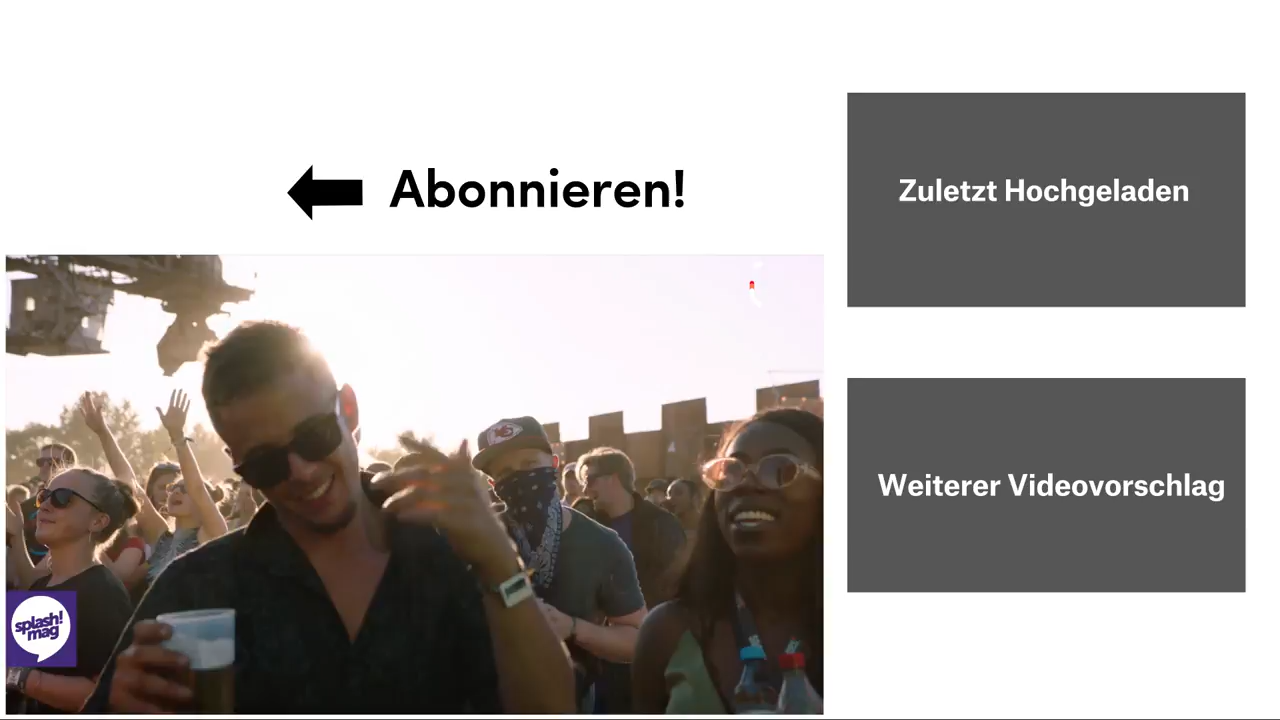 Abonnieren!
Zuletzt Hochgeladen
Weiterer Videovorschlag
splash!
mag